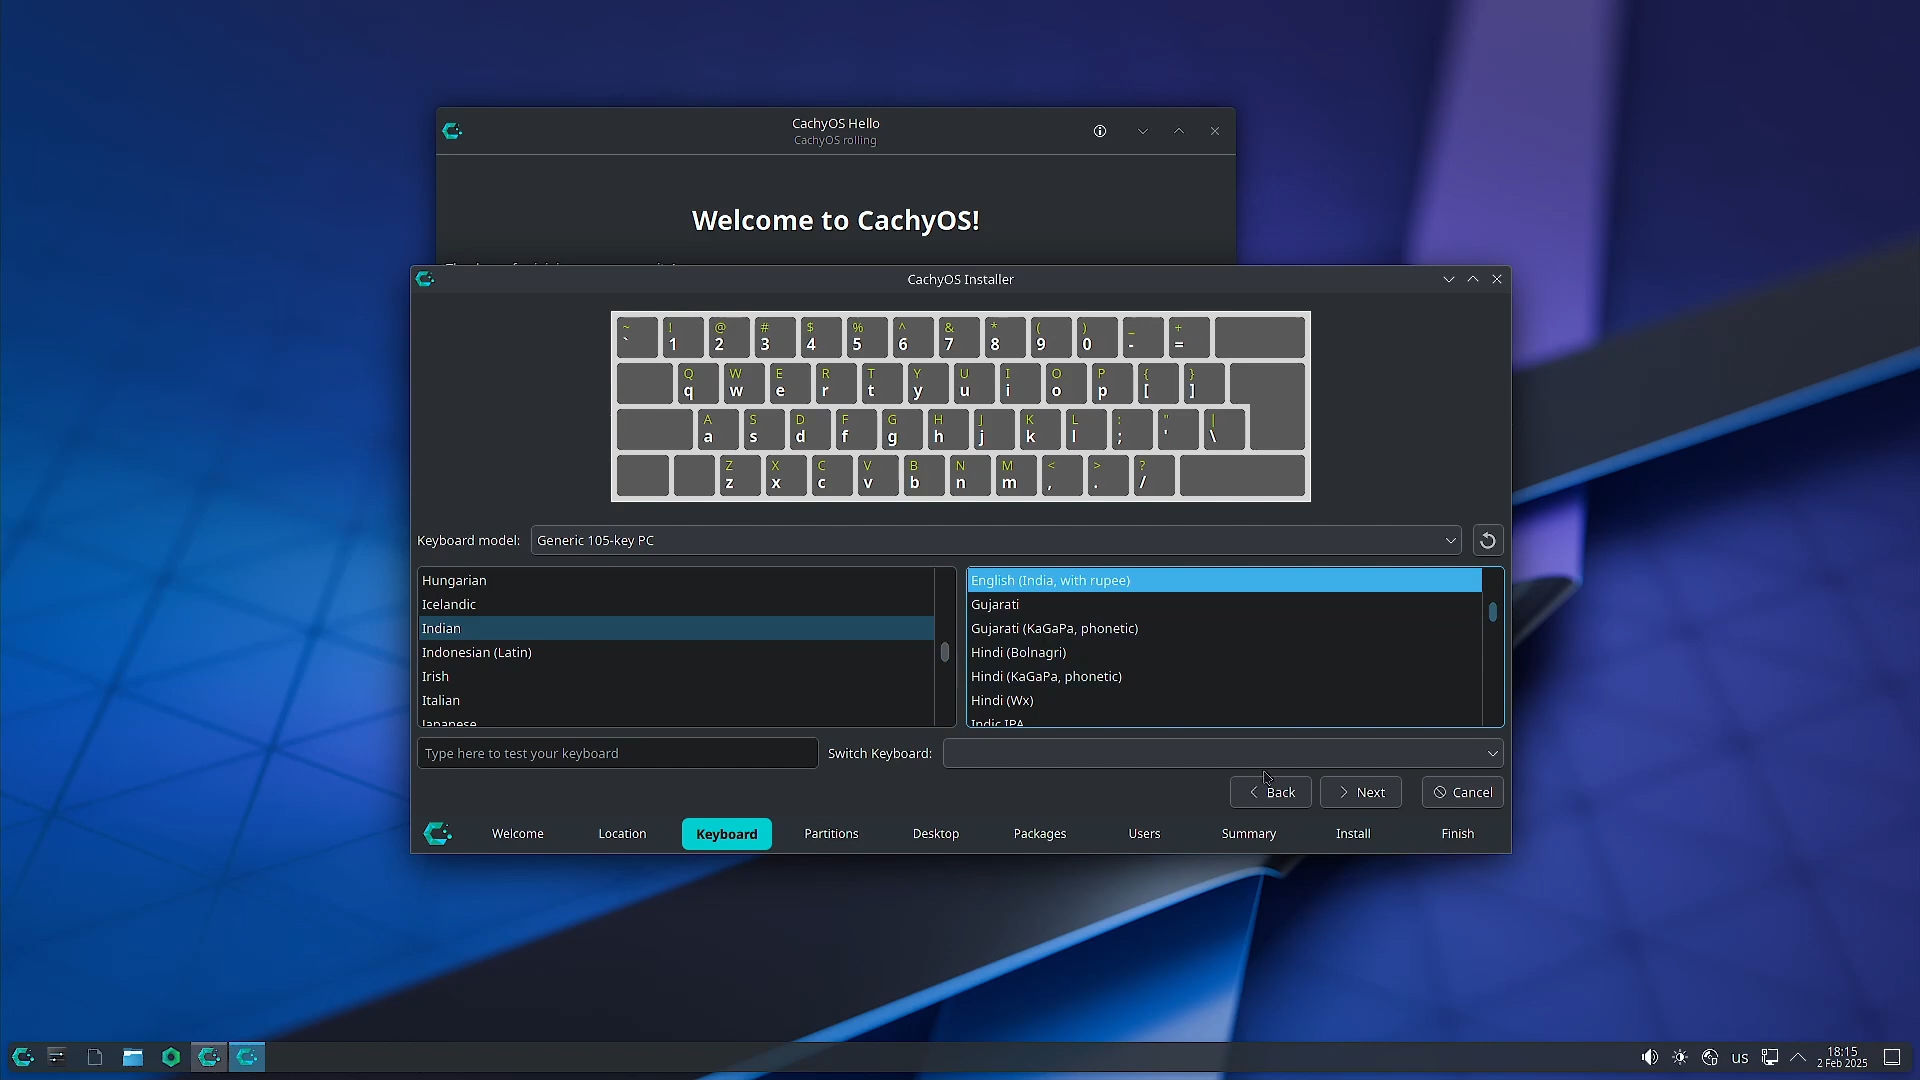 CachyOS Hello
CachyOS rolling
Welcome to CachyOS!
CachyOS Installer
~ ! @ # $ % ^ & * ( ) _ +
` 1 2 3 4 5 6 7 8 9 0 - =
Q W E R T Y U I O P { }
q w e r t y u i o p [ ]
A S D F G H J K L : " |
a s d f g h j k l ; ' \
Z X C V B N M < > ?
z x c v b n m , . /
Keyboard model: Generic 105-key PC
Hungarian
Icelandic
Indian
Indonesian (Latin)
Irish
Italian
Japanese
English (India, with rupee)
Gujarati
Gujarati (KaGaPa, phonetic)
Hindi (Bolnagri)
Hindi (KaGaPa, phonetic)
Hindi (Wx)
Indic IPA
Type here to test your keyboard
Switch Keyboard:
Back Next Cancel
Welcome Location Keyboard Partitions Desktop Packages Users Summary Install Finish
us
18:15
2 Feb 2025